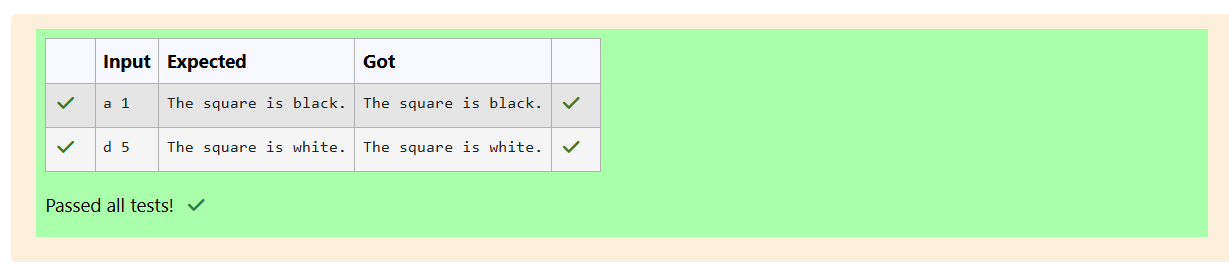 Input Expected Got
a 1 The square is black. The square is black.
d 5 The square is white. The square is white.
Passed all tests!